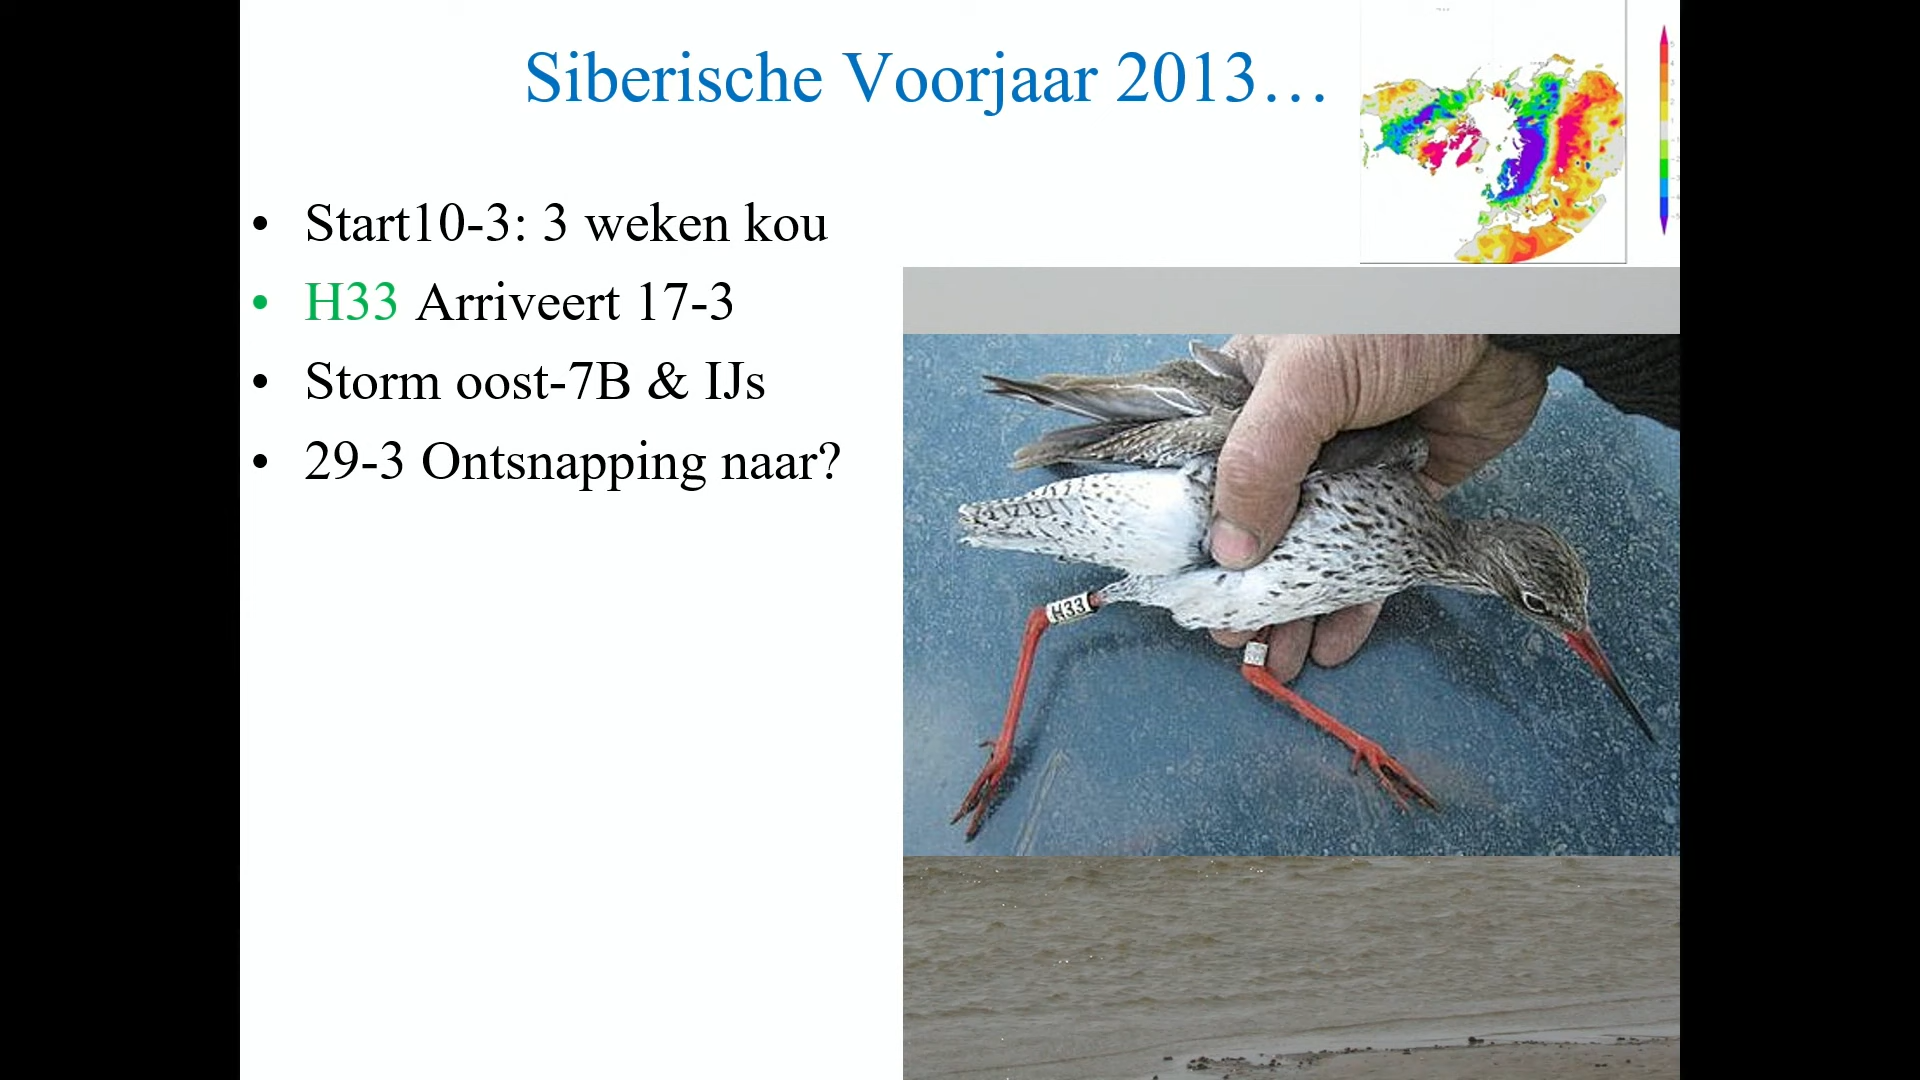 Siberische Voorjaar 2013…
• Start10-3: 3 weken kou
• H33 Arriveert 17-3
• Storm oost-7B & IJs
• 29-3 Ontsnapping naar?
H33